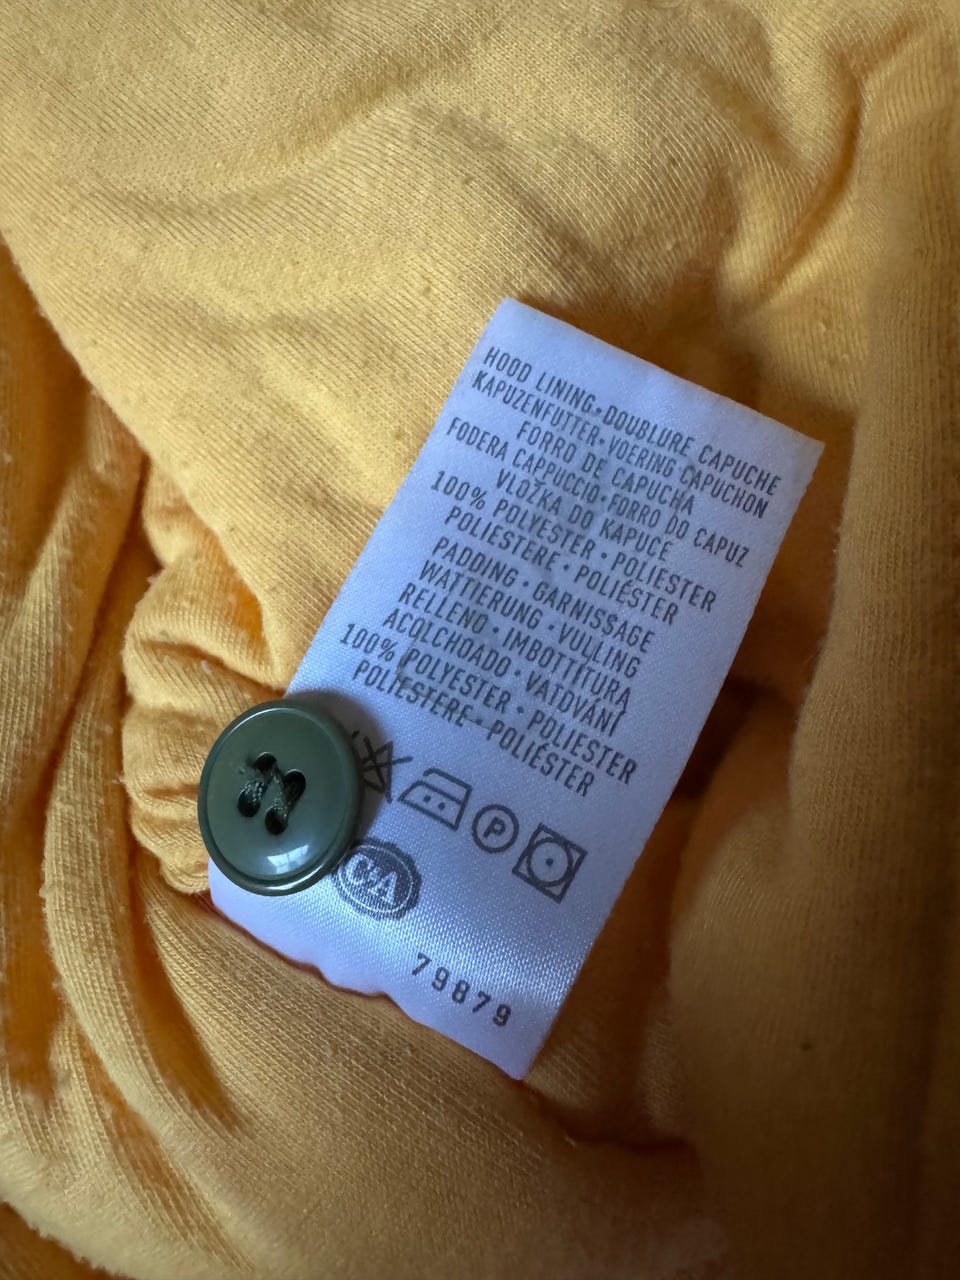 HOOD LINING•DOUBLURE CAPUCHE
KAPUZENFUTTER•VOERING CAPUCHON
FORRO DE CAPUCHA
FODERA CAPPUCCIO•FORRO DO CAPUZ
VLOŽKA DO KAPUCE
100% POLYESTER • POLIESTER
POLIESTERE • POLIÉSTER
PADDING • GARNISSAGE
WATTIERUNG • VULLING
RELLENO • IMBOTTITURA
ACOLCHOADO • VATOVÁNÍ
100% POLYESTER • POLIESTER
POLIESTERE • POLIÉSTER
P
C&A
79879